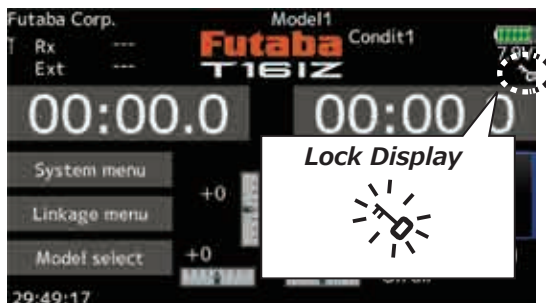 Futaba Corp.
Model1
Rx ---
Ext ---
Futaba
T16IZ
Condit1
00:00.0
00:00.0
Lock Display
System menu
Linkage menu
Model select
+0
+0
29:49:17